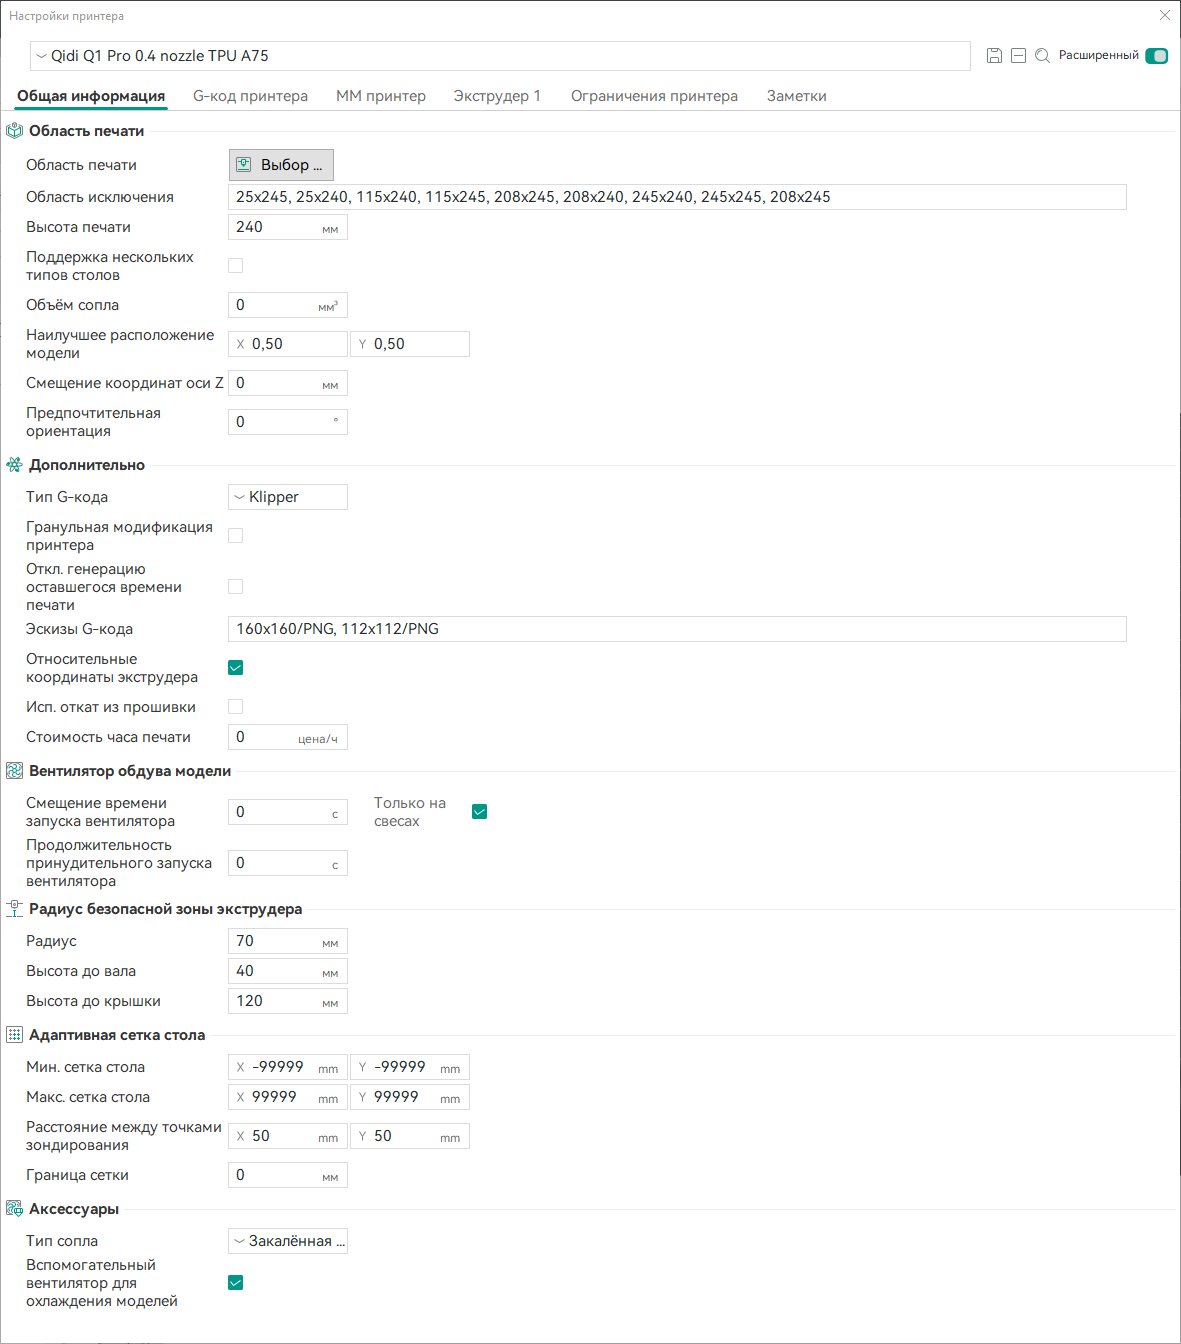 Настройки принтера
Qidi Q1 Pro 0.4 nozzle TPU A75
Расширенный
Общая информация
G-код принтера
ММ принтер
Экструдер 1
Ограничения принтера
Заметки
Область печати
Область печати
Выбор ...
Область исключения
25x245, 25x240, 115x240, 115x245, 208x245, 208x240, 245x240, 245x245, 208x245
Высота печати
240 мм
Поддержка нескольких
типов столов
Объём сопла
0 мм³
Наилучшее расположение
модели
X 0,50
Y 0,50
Смещение координат оси Z
0 мм
Предпочтительная
ориентация
0 °
Дополнительно
Тип G-кода
Klipper
Гранульная модификация
принтера
Откл. генерацию
оставшегося времени
печати
Эскизы G-кода
160x160/PNG, 112x112/PNG
Относительные
координаты экструдера
Исп. откат из прошивки
Стоимость часа печати
0 цена/ч
Вентилятор обдува модели
Смещение времени
запуска вентилятора
0 с
Только на
свесах
Продолжительность
принудительного запуска
вентилятора
0 с
Радиус безопасной зоны экструдера
Радиус
70 мм
Высота до вала
40 мм
Высота до крышки
120 мм
Адаптивная сетка стола
Мин. сетка стола
X -99999 mm
Y -99999 mm
Макс. сетка стола
X 99999 mm
Y 99999 mm
Расстояние между точками
зондирования
X 50 mm
Y 50 mm
Граница сетки
0 мм
Аксессуары
Тип сопла
Закалённая ...
Вспомогательный
вентилятор для
охлаждения моделей